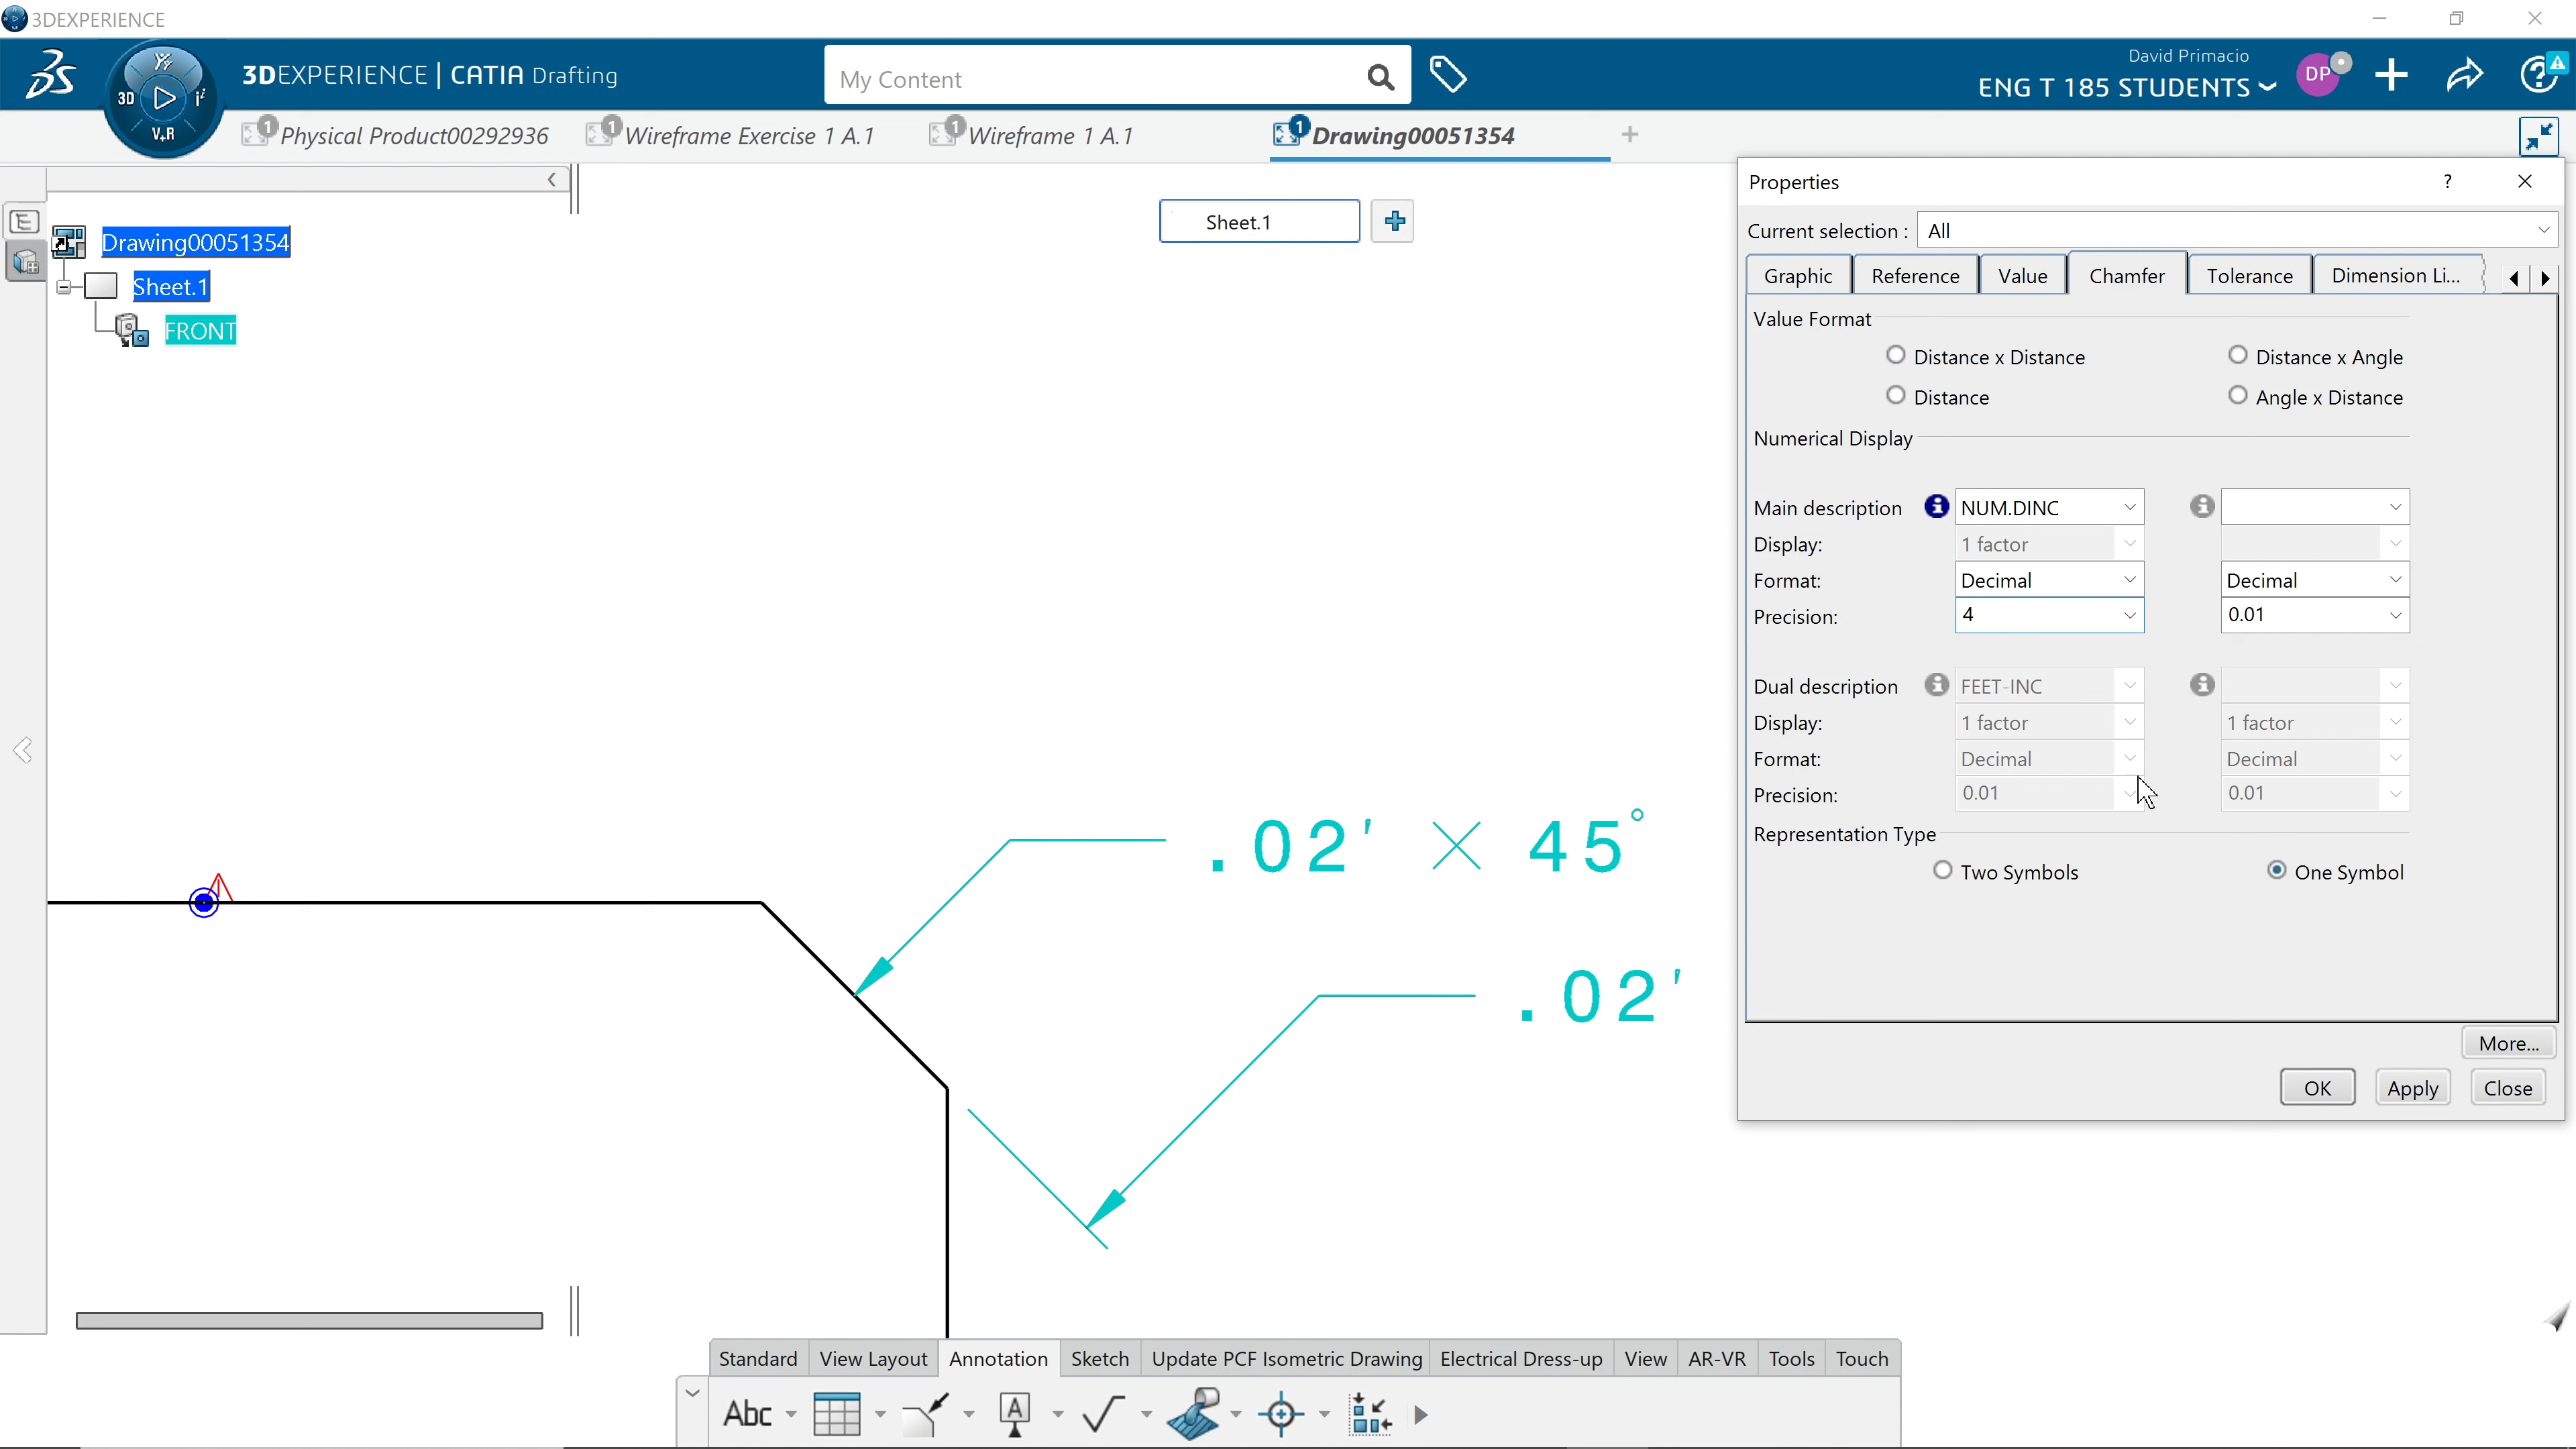 3DEXPERIENCE
3DEXPERIENCE | CATIA Drafting
My Content
David Primacio
ENG T 185 STUDENTS
DP
3D
V+R
1 Physical Product00292936
1 Wireframe Exercise 1 A.1
1 Wireframe 1 A.1
1 Drawing00051354
+
Sheet.1
Drawing00051354
Sheet.1
FRONT
Properties
?
Current selection : All
Graphic Reference Value Chamfer Tolerance Dimension Li...
Value Format
Distance x Distance Distance x Angle
Distance Angle x Distance
Numerical Display
Main description NUM.DINC
Display: 1 factor
Format: Decimal Decimal
Precision: 4 0.01
Dual description FEET-INC
Display: 1 factor 1 factor
Format: Decimal Decimal
Precision: 0.01 0.01
Representation Type
Two Symbols One Symbol
More...
OK Apply Close
.02' × 45°
.02'
Standard View Layout Annotation Sketch Update PCF Isometric Drawing Electrical Dress-up View AR-VR Tools Touch
Abc
A